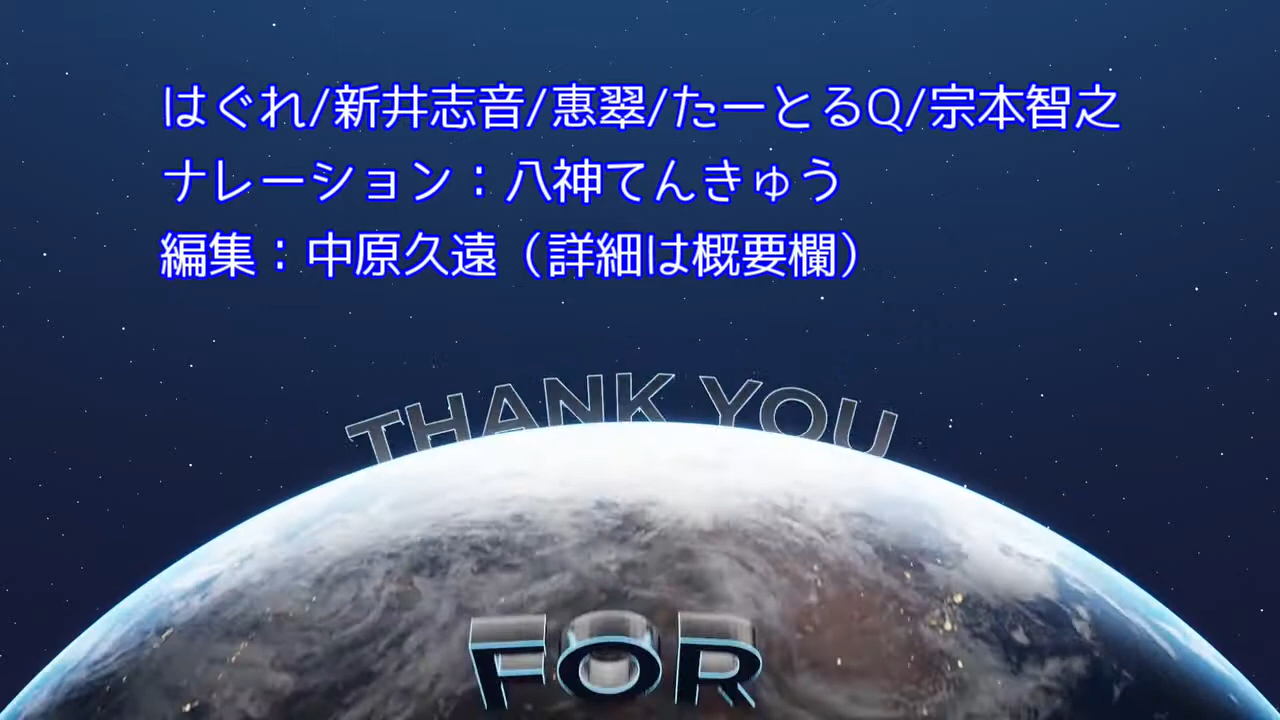 はぐれ/新井志音/惠翠/たーとるQ/宗本智之
ナレーション：八神てんきゅう
編集：中原久遠（詳細は概要欄）
THANK YOU
FOR